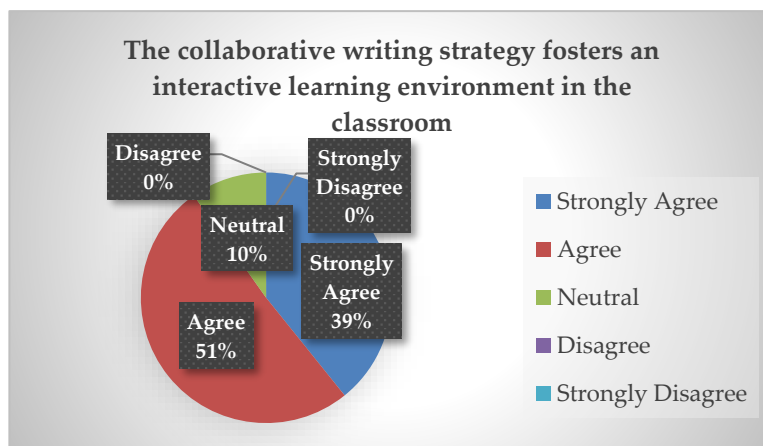 The collaborative writing strategy fosters an
interactive learning environment in the
classroom
Disagree
0%
Strongly
Disagree
0%
Neutral
10%
Strongly
Agree
39%
Agree
51%
Strongly Agree
Agree
Neutral
Disagree
Strongly Disagree